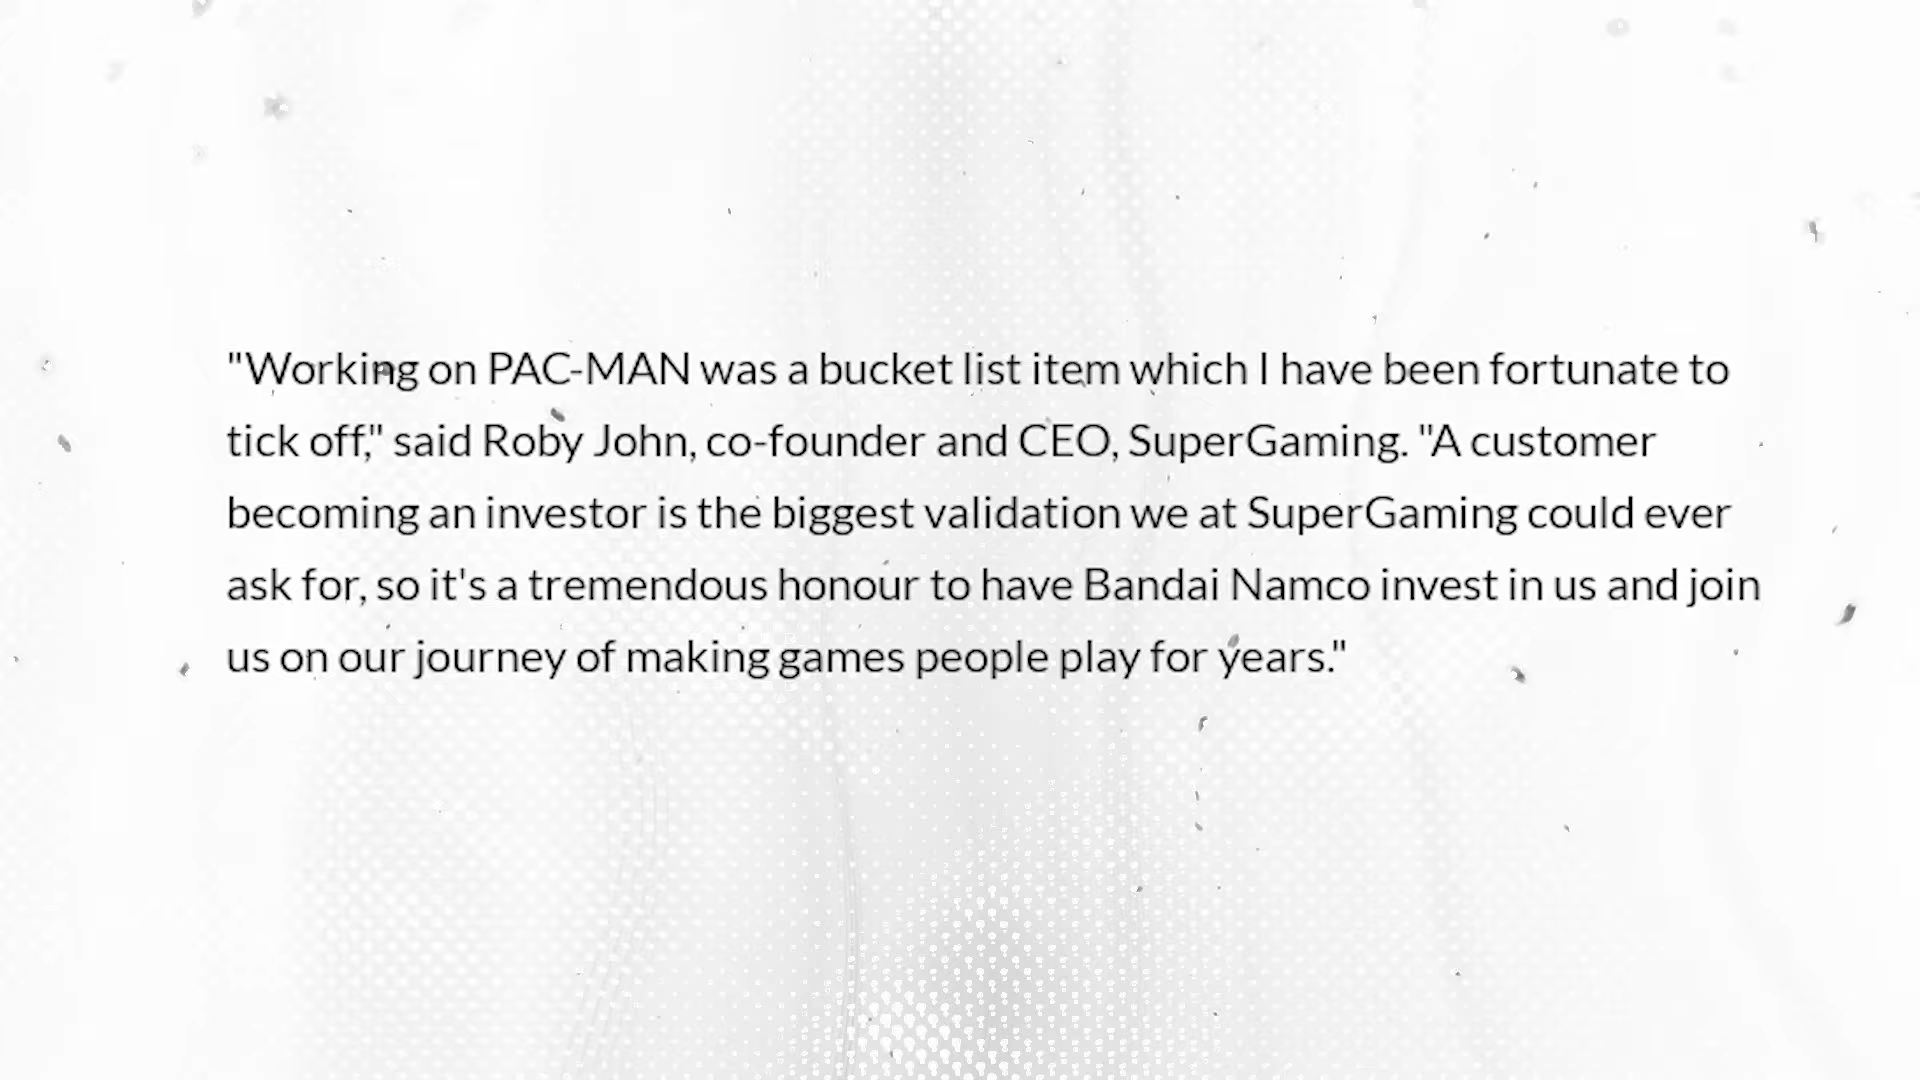 "Working on PAC-MAN was a bucket list item which I have been fortunate to
tick off," said Roby John, co-founder and CEO, SuperGaming. "A customer
becoming an investor is the biggest validation we at SuperGaming could ever
ask for, so it's a tremendous honour to have Bandai Namco invest in us and join
us on our journey of making games people play for years."